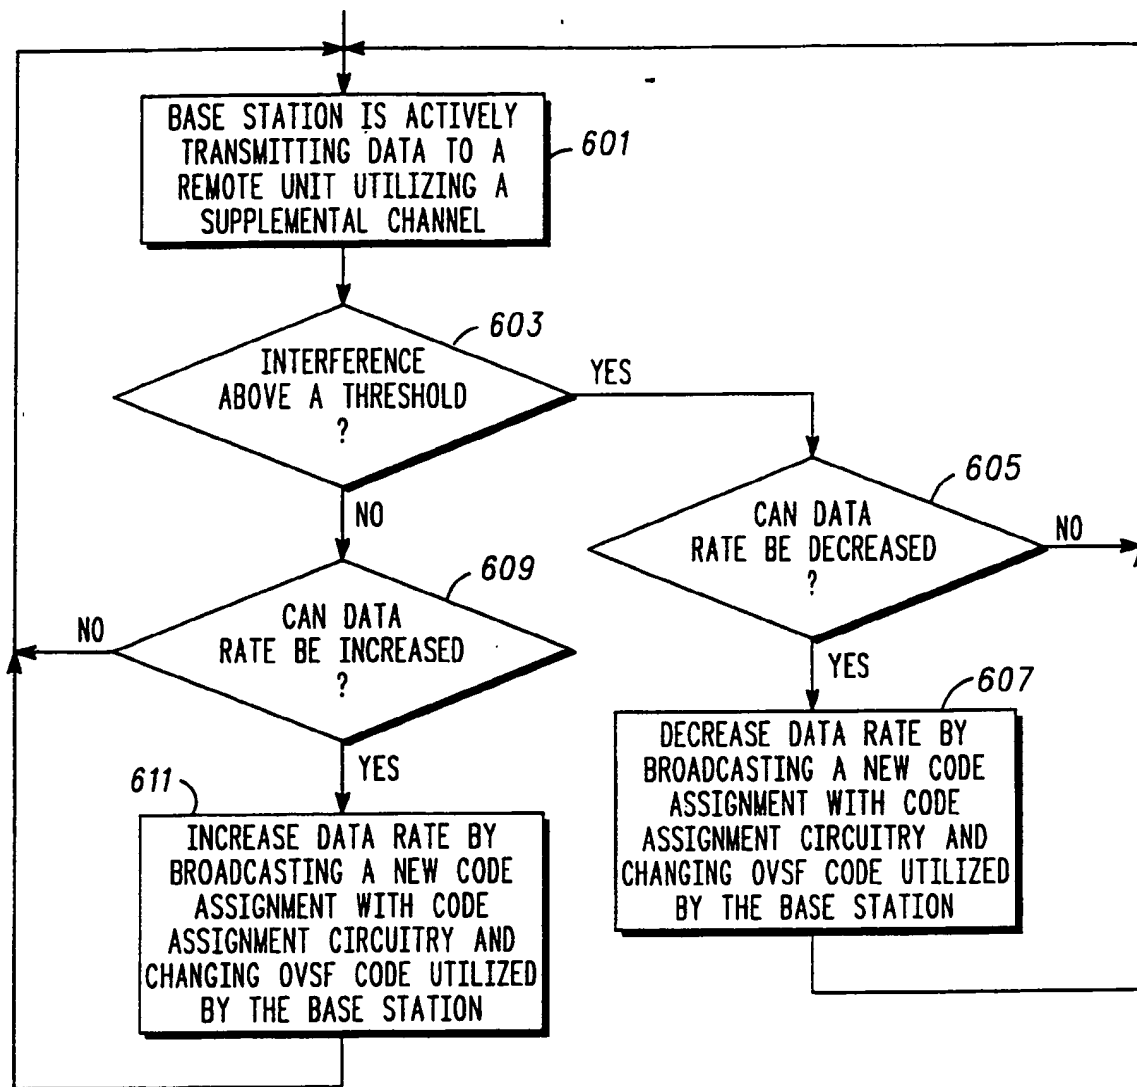 BASE STATION IS ACTIVELY
TRANSMITTING DATA TO A
REMOTE UNIT UTILIZING A
SUPPLEMENTAL CHANNEL
601
603
INTERFERENCE
ABOVE A THRESHOLD
?
YES
NO
605
CAN DATA
RATE BE DECREASED
?
NO
YES
609
CAN DATA
RATE BE INCREASED
?
NO
YES
607
DECREASE DATA RATE BY
BROADCASTING A NEW CODE
ASSIGNMENT WITH CODE
ASSIGNMENT CIRCUITRY AND
CHANGING OVSF CODE UTILIZED
BY THE BASE STATION
611
INCREASE DATA RATE BY
BROADCASTING A NEW CODE
ASSIGNMENT WITH CODE
ASSIGNMENT CIRCUITRY AND
CHANGING OVSF CODE UTILIZED
BY THE BASE STATION